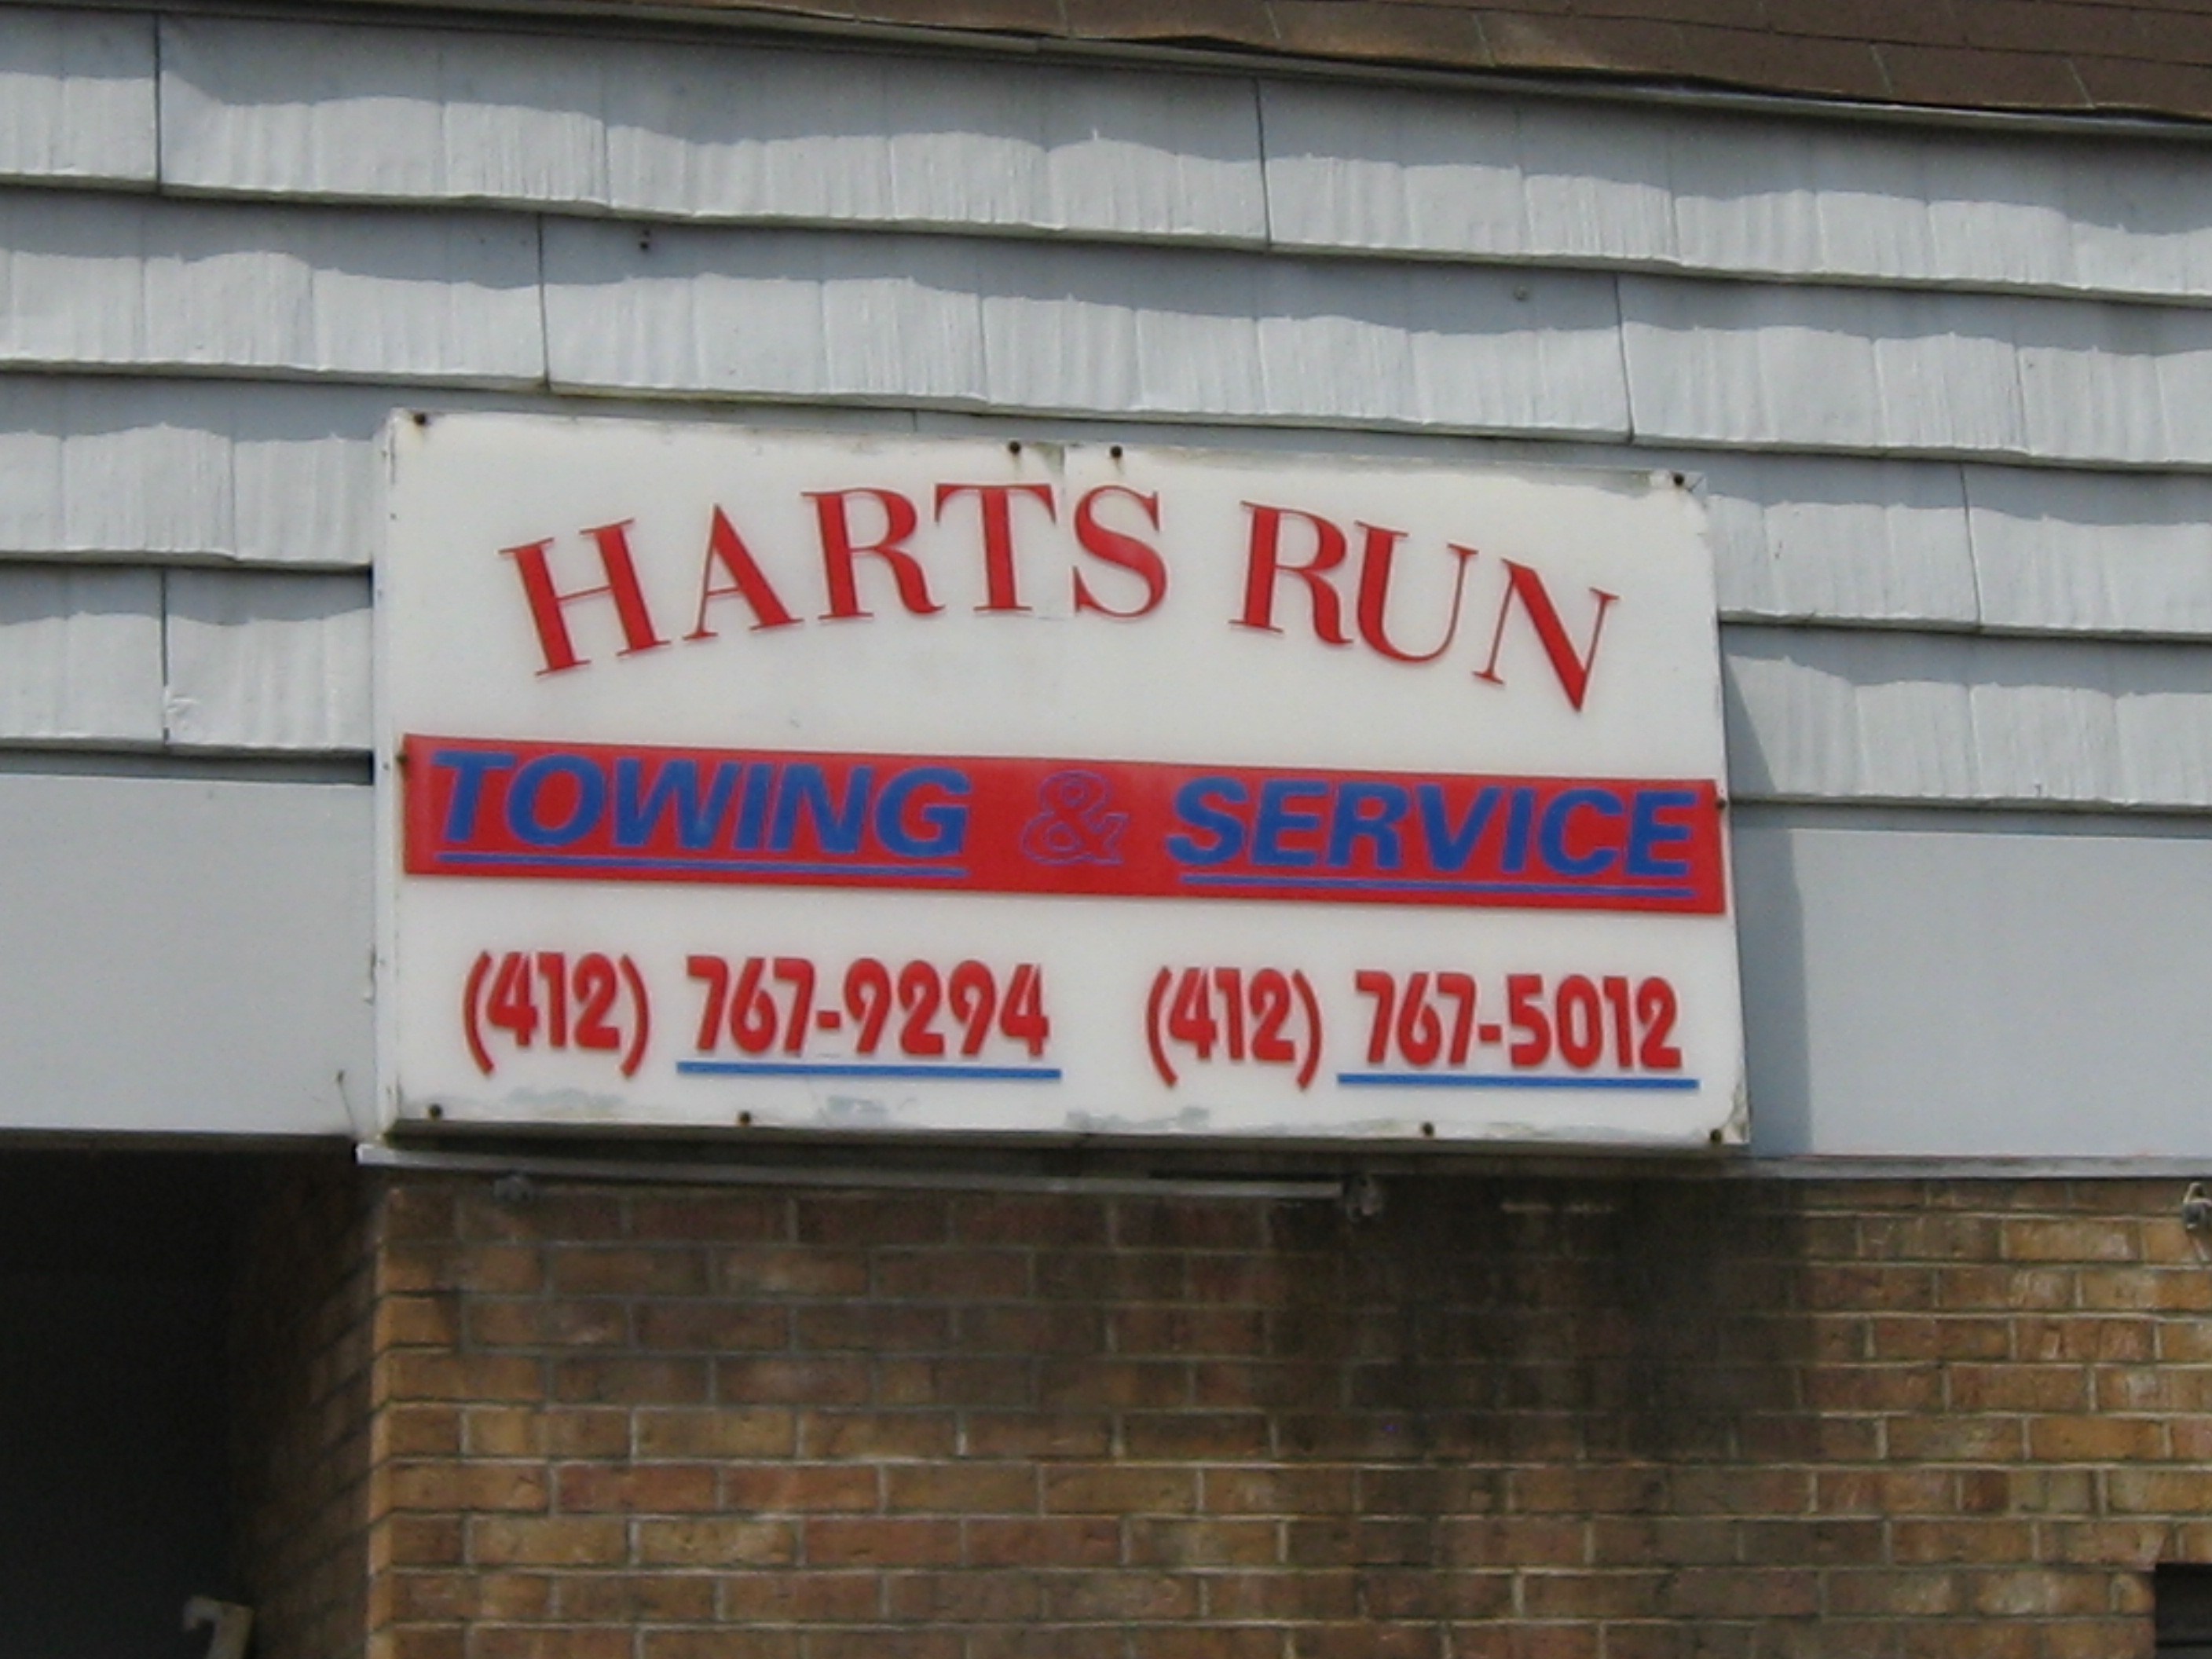 HARTS RUN
TOWING & SERVICE
(412) 767-9294 (412) 767-5012